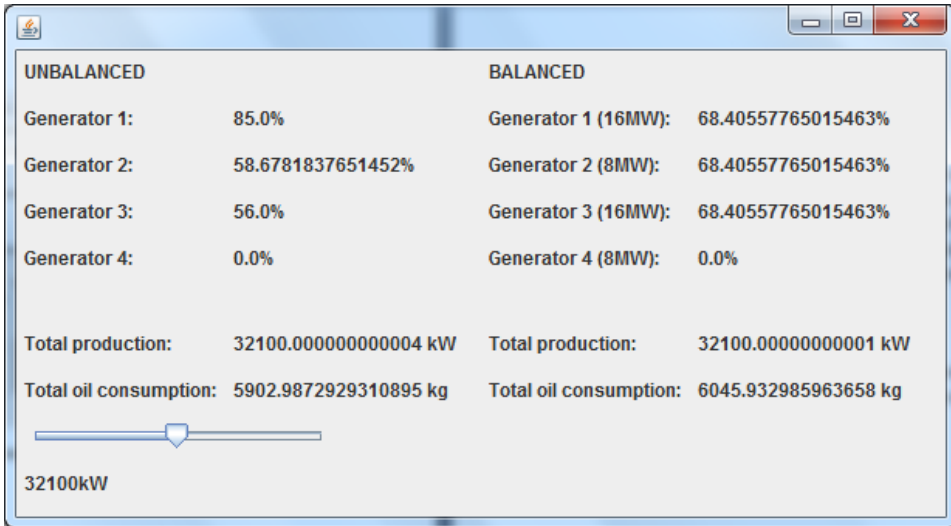 UNBALANCED BALANCED
Generator 1: 85.0% Generator 1 (16MW): 68.40557765015463%
Generator 2: 58.6781837651452% Generator 2 (8MW): 68.40557765015463%
Generator 3: 56.0% Generator 3 (16MW): 68.40557765015463%
Generator 4: 0.0% Generator 4 (8MW): 0.0%
Total production: 32100.000000000004 kW Total production: 32100.00000000001 kW
Total oil consumption: 5902.9872929310895 kg Total oil consumption: 6045.932985963658 kg
32100kW